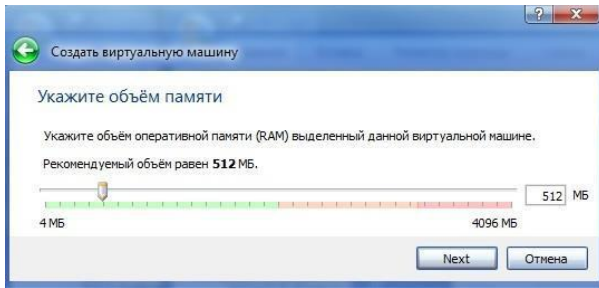 Создать виртуальную машину
Укажите объём памяти
Укажите объём оперативной памяти (RAM) выделенный данной виртуальной машине.
Рекомендуемый объём равен 512 МБ.
512 МБ
4 МБ 4096 МБ
Next Отмена